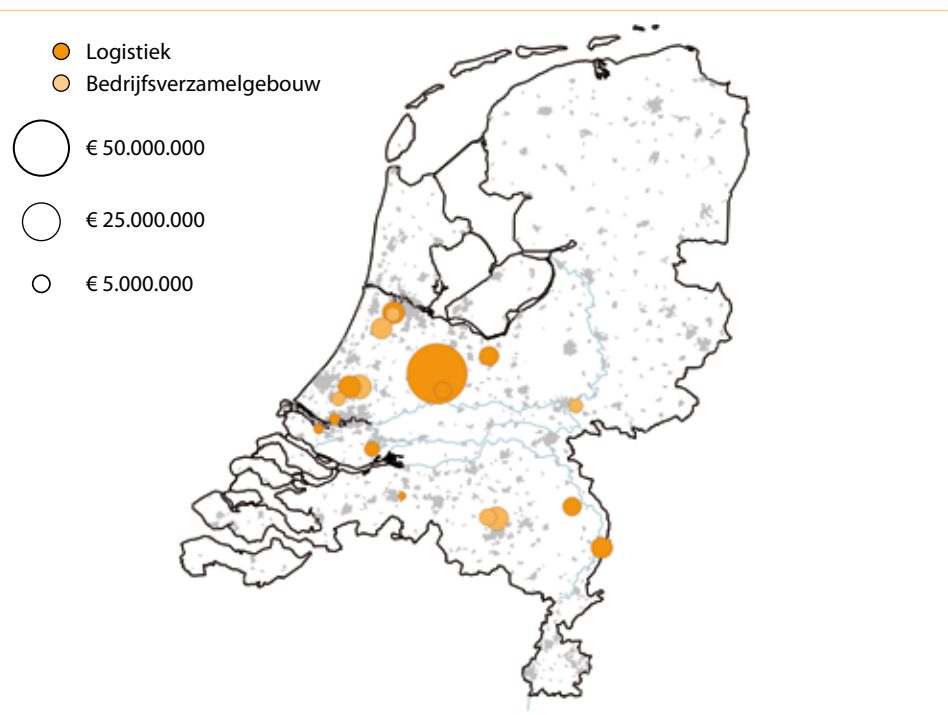 Logistiek
Bedrijfsverzamelgebouw
€ 50.000.000
€ 25.000.000
€ 5.000.000